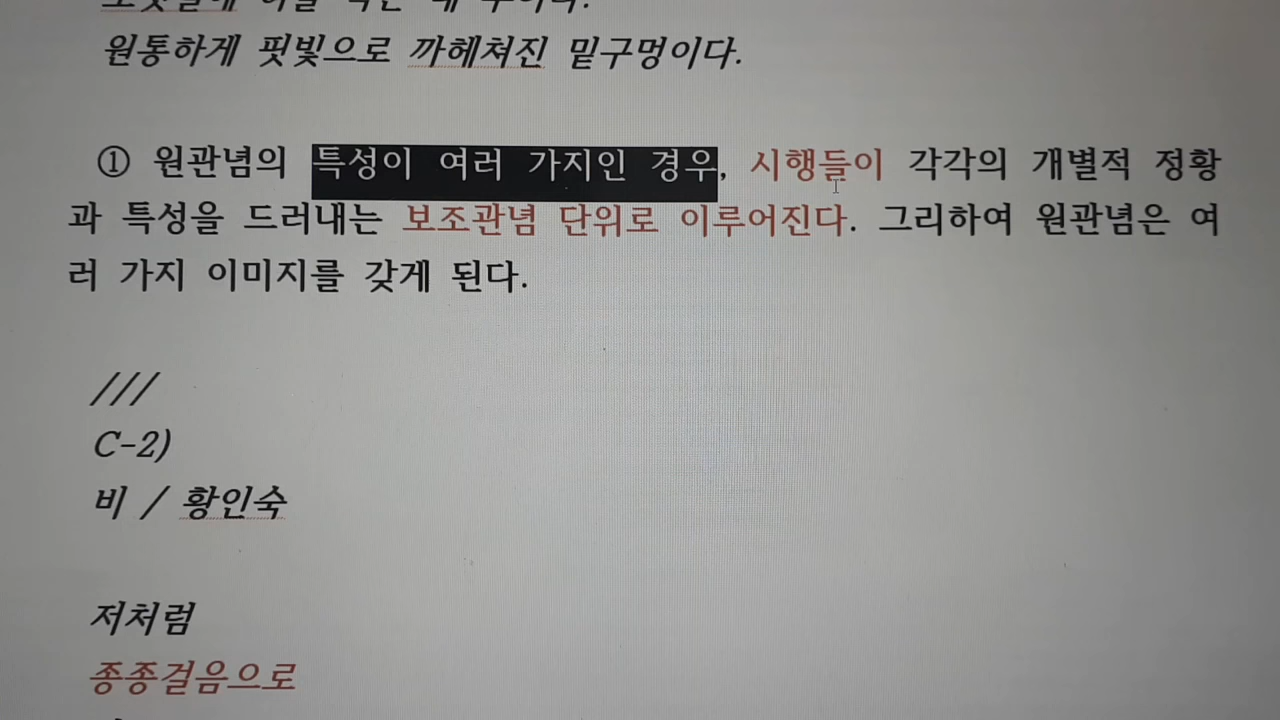 원통하게 핏빛으로 까헤쳐진 밑구멍이다.
① 원관념의 특성이 여러 가지인 경우, 시행들이 각각의 개별적 정황
과 특성을 드러내는 보조관념 단위로 이루어진다. 그리하여 원관념은 여
러 가지 이미지를 갖게 된다.
///
C-2)
비 / 황인숙
저처럼
종종걸음으로